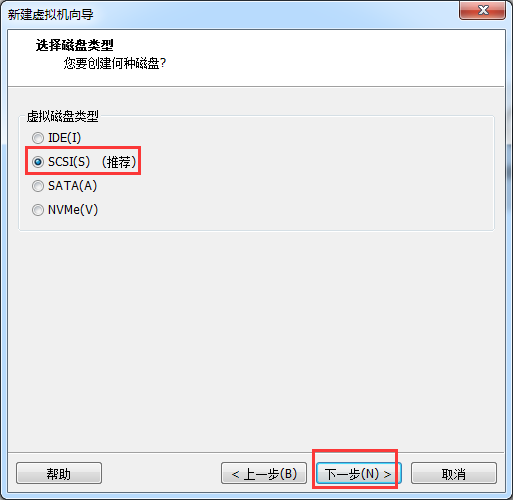 新建虚拟机向导
选择磁盘类型
您要创建何种磁盘?
虚拟磁盘类型
IDE(I)
SCSI(S) (推荐)
SATA(A)
NVMe(V)
帮助 < 上一步(B) 下一步(N) > 取消